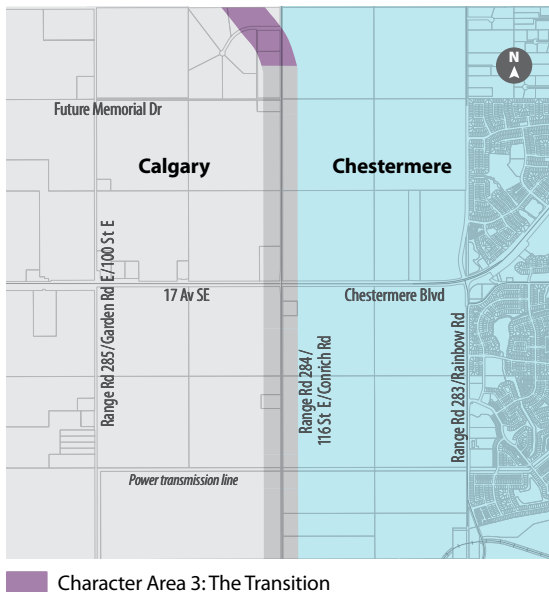 N
Future Memorial Dr
Calgary
Chestermere
Range Rd 285/Garden Rd E/100 St E
17 Av SE
Chestermere Blvd
Range Rd 284/
116 St E/Conrich Rd
Range Rd 283/Rainbow Rd
Power transmission line
Character Area 3: The Transition